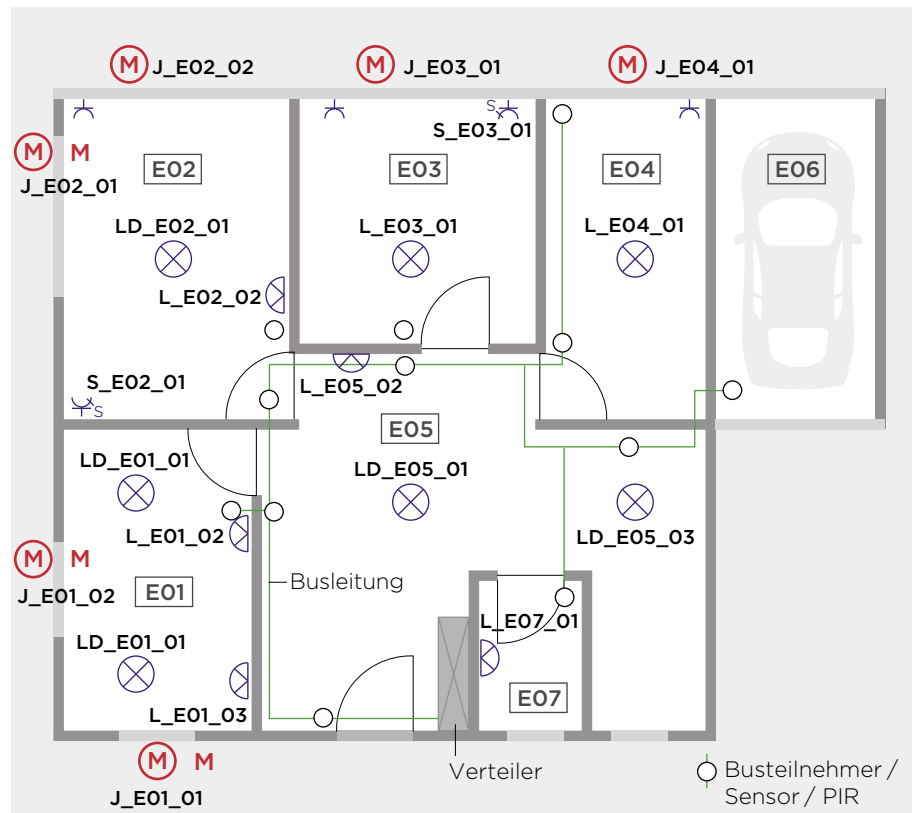 M J_E02_02
M J_E03_01
M J_E04_01
S
S_E03_01
M M
J_E02_01
E02
E03
E04
E06
LD_E02_01
L_E03_01
L_E04_01
L_E02_02
S_E02_01
S
L_E05_02
E05
LD_E01_01
LD_E05_01
L_E01_02
LD_E05_03
M M
J_E01_02
E01
Busleitung
L_E07_01
LD_E01_01
E07
L_E01_03
M M
J_E01_01
Verteiler
Busteilnehmer /
Sensor / PIR